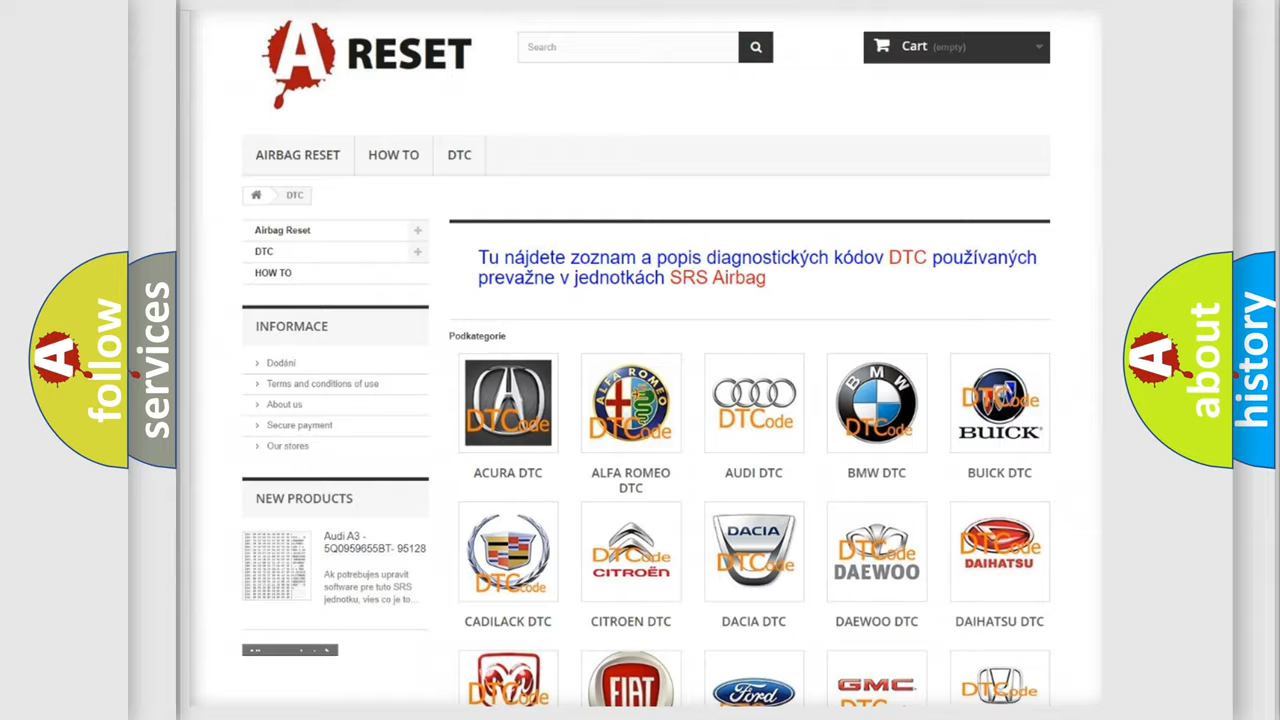 A RESET
Search
Cart (empty)
AIRBAG RESET
HOW TO
DTC
DTC
Airbag Reset
DTC
HOW TO
INFORMACE
Dodání
Terms and conditions of use
About us
Secure payment
Our stores
NEW PRODUCTS
Audi A3 -
5Q0959655BT- 95128
Ak potrebujes upravit
software pre tuto SRS
jednotku, vies co je to...
Tu nájdete zoznam a popis diagnostických kódov DTC používaných
prevažne v jednotkách SRS Airbag
Podkategorie
DTCode
ALFA ROMEO
DTCode
DTCode
BMW
DTCode
DTCode
BUICK
ACURA DTC
ALFA ROMEO
DTC
AUDI DTC
BMW DTC
BUICK DTC
DTCode
DTCode
CITROËN
DACIA
DTCode
DTCode
DAEWOO
DTCode
DAIHATSU
CADILACK DTC
CITROEN DTC
DACIA DTC
DAEWOO DTC
DAIHATSU DTC
DTCode
FIAT
Ford
GMC
DTCode
A follow
services
A about
history